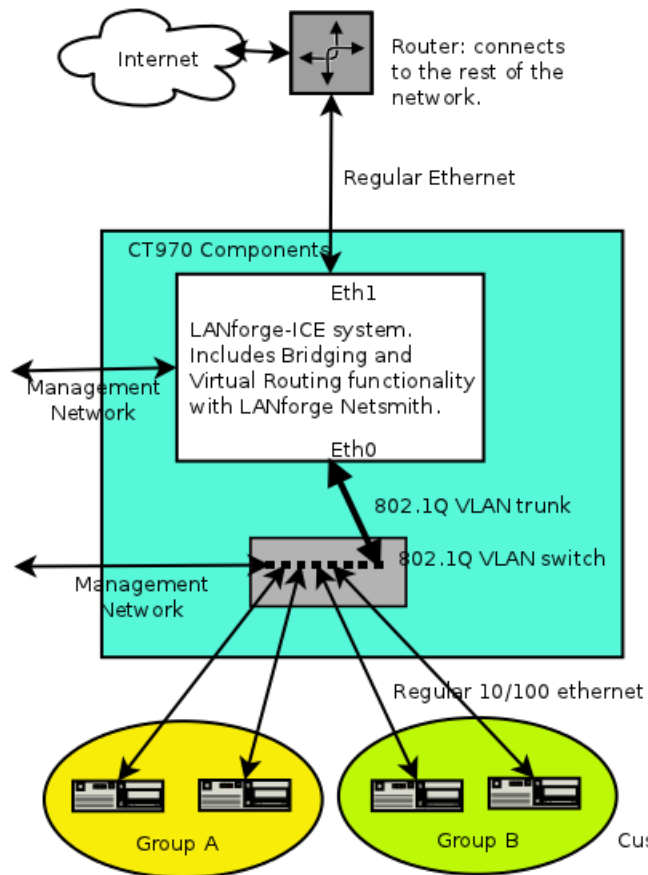 Internet
Router: connects
to the rest of the
network.
Regular Ethernet
CT970 Components
Eth1
LANforge-ICE system.
Includes Bridging and
Virtual Routing functionality
with LANforge Netsmith.
Management
Network
Eth0
802.1Q VLAN trunk
802.1Q VLAN switch
Management
Network
Regular 10/100 ethernet
Group A
Group B